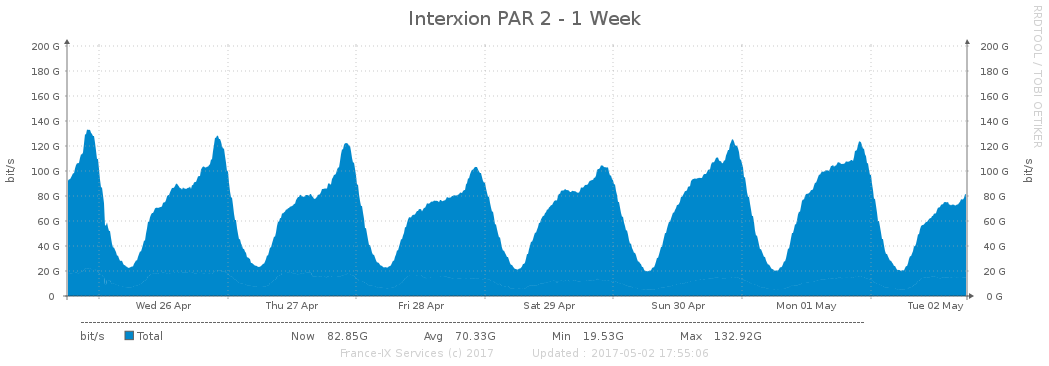 Interxion PAR 2 - 1 Week
RRDTOOL / TOBI OETIKER
bit/s
bit/s
200 G 200 G
180 G 180 G
160 G 160 G
140 G 140 G
120 G 120 G
100 G 100 G
80 G 80 G
60 G 60 G
40 G 40 G
20 G 20 G
0 0 G
Wed 26 Apr Thu 27 Apr Fri 28 Apr Sat 29 Apr Sun 30 Apr Mon 01 May Tue 02 May
bit/s Total Now 82.85G Avg 70.33G Min 19.53G Max 132.92G
France-IX Services (c) 2017 Updated : 2017-05-02 17:55:06